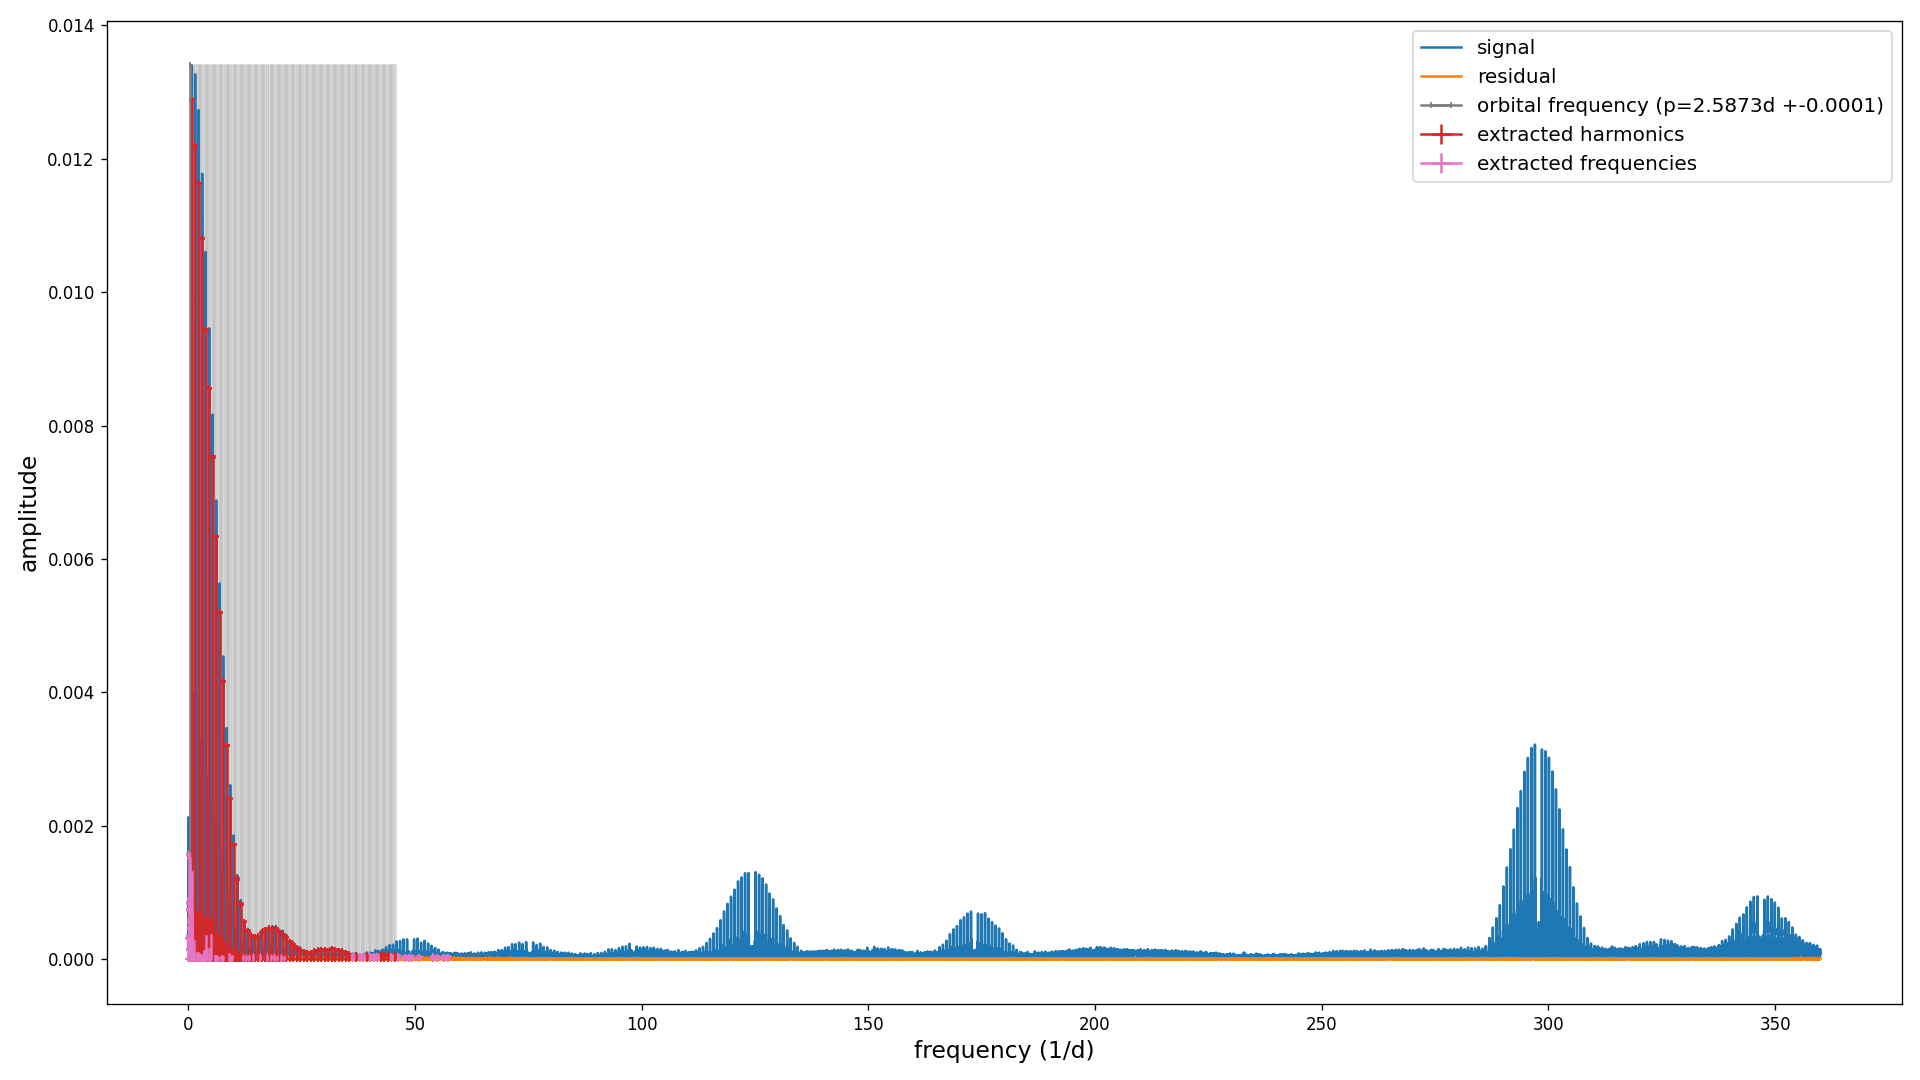 0.014
0.012
0.010
0.008
0.006
0.004
0.002
0.000
amplitude
0
50
100
150
200
250
300
350
frequency (1/d)
signal
residual
orbital frequency (p=2.5873d +-0.0001)
extracted harmonics
extracted frequencies